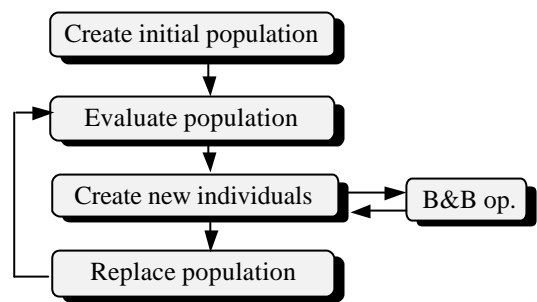 Create initial population
Evaluate population
Create new individuals
B&B op.
Replace population